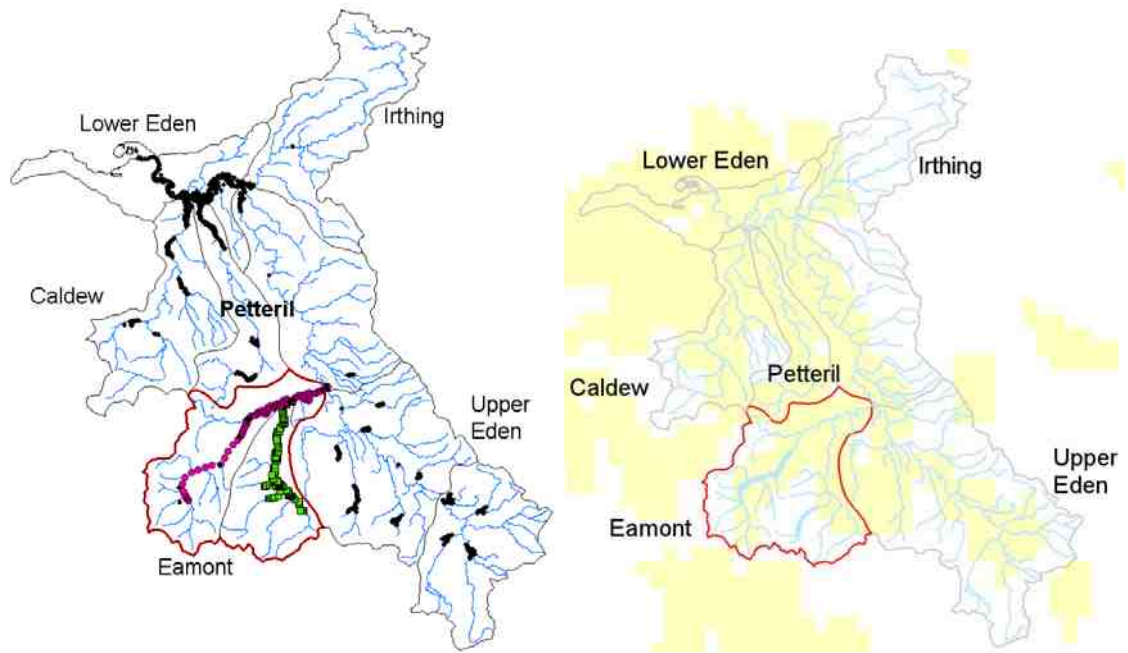 Irthing
Lower Eden
Caldew
Petteril
Upper
Eden
Eamont
Lower Eden
Irthing
Petteril
Caldew
Upper
Eden
Eamont